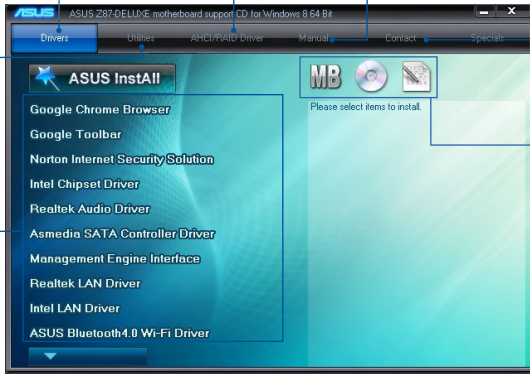 ASUS ASUS Z87-DELUXE motherboard support CD for Windows 8 64 Bit
Drivers Utilities AHCI/RAID Driver Manual Contact Specials
ASUS InstAll
MB
Please select items to install.
Google Chrome Browser
Google Toolbar
Norton Internet Security Solution
Intel Chipset Driver
Realtek Audio Driver
Asmedia SATA Controller Driver
Management Engine Interface
Realtek LAN Driver
Intel LAN Driver
ASUS Bluetooth4.0 Wi-Fi Driver